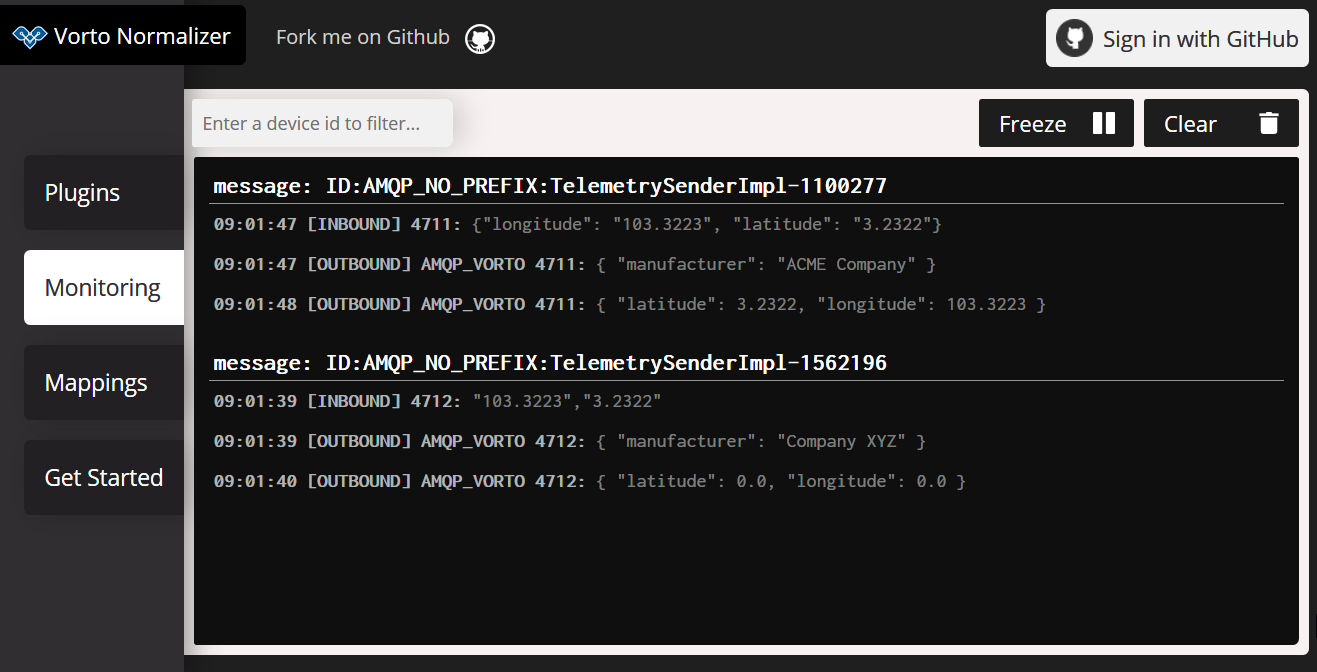 Vorto Normalizer
Fork me on Github
Sign in with GitHub
Plugins
Monitoring
Mappings
Get Started
Enter a device id to filter...
Freeze
Clear
message: ID:AMQP_NO_PREFIX:TelemetrySenderImpl-1100277
09:01:47 [INBOUND] 4711: {"longitude": "103.3223", "latitude": "3.2322"}
09:01:47 [OUTBOUND] AMQP_VORTO 4711: { "manufacturer": "ACME Company" }
09:01:48 [OUTBOUND] AMQP_VORTO 4711: { "latitude": 3.2322, "longitude": 103.3223 }
message: ID:AMQP_NO_PREFIX:TelemetrySenderImpl-1562196
09:01:39 [INBOUND] 4712: "103.3223","3.2322"
09:01:39 [OUTBOUND] AMQP_VORTO 4712: { "manufacturer": "Company XYZ" }
09:01:40 [OUTBOUND] AMQP_VORTO 4712: { "latitude": 0.0, "longitude": 0.0 }